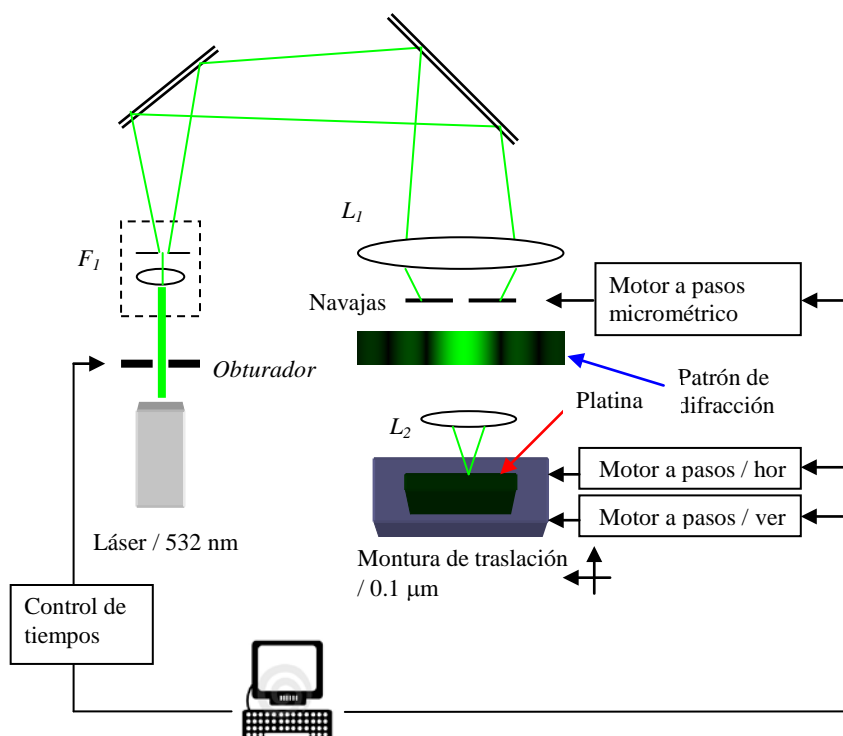 L1
F1
Navajas
Motor a pasos
micrométrico
Obturador
Patrón de
difracción
Platina
L2
Motor a pasos / hor
Motor a pasos / ver
Láser / 532 nm
Montura de traslación
/ 0.1 μm
Control de
tiempos